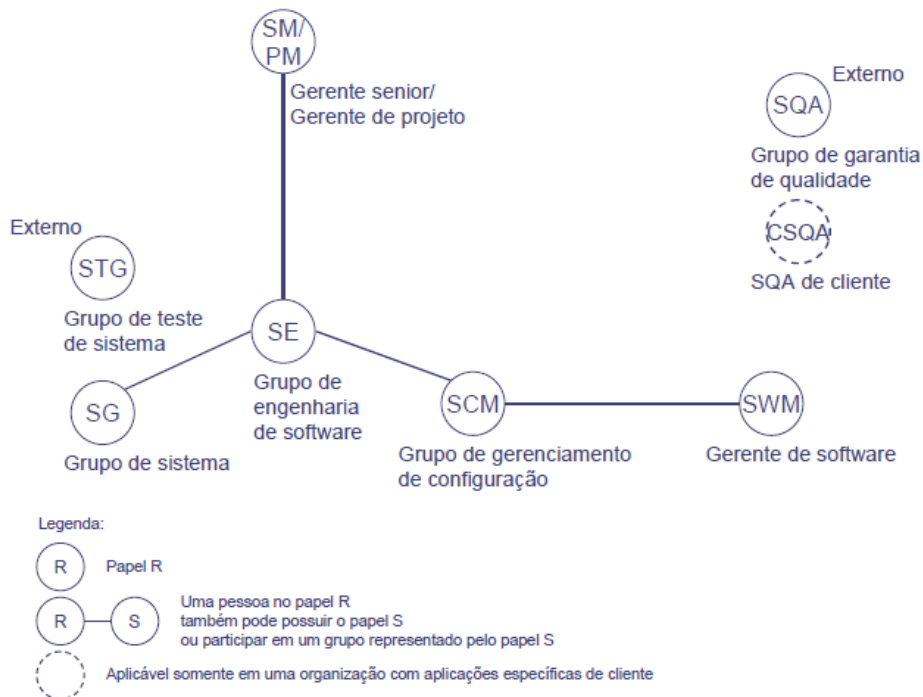 SM/
PM
Gerente senior/
Gerente de projeto
Externo
SQA
Grupo de garantia
de qualidade
CSQA
SQA de cliente
Externo
STG
Grupo de teste
de sistema
SE
Grupo de
engenharia
de software
SG
Grupo de sistema
SCM
Grupo de gerenciamento
de configuração
SWM
Gerente de software
Legenda:
R
Papel R
R
S
Uma pessoa no papel R
também pode possuir o papel S
ou participar em um grupo representado pelo papel S
Aplicável somente em uma organização com aplicações específicas de cliente